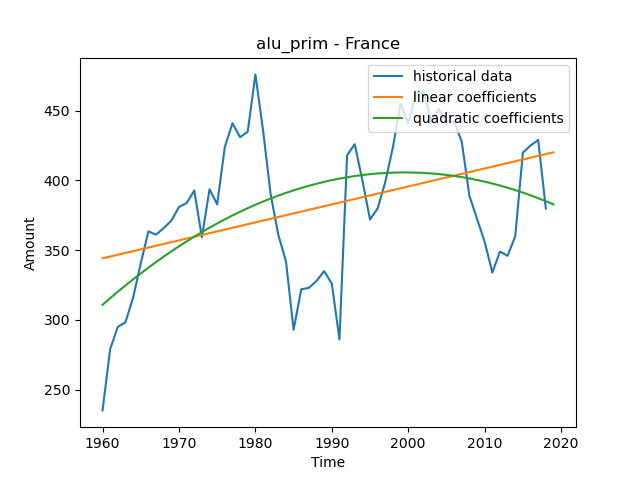 alu_prim - France
historical data
linear coefficients
quadratic coefficients
Amount
450
400
350
300
250
1960 1970 1980 1990 2000 2010 2020
Time